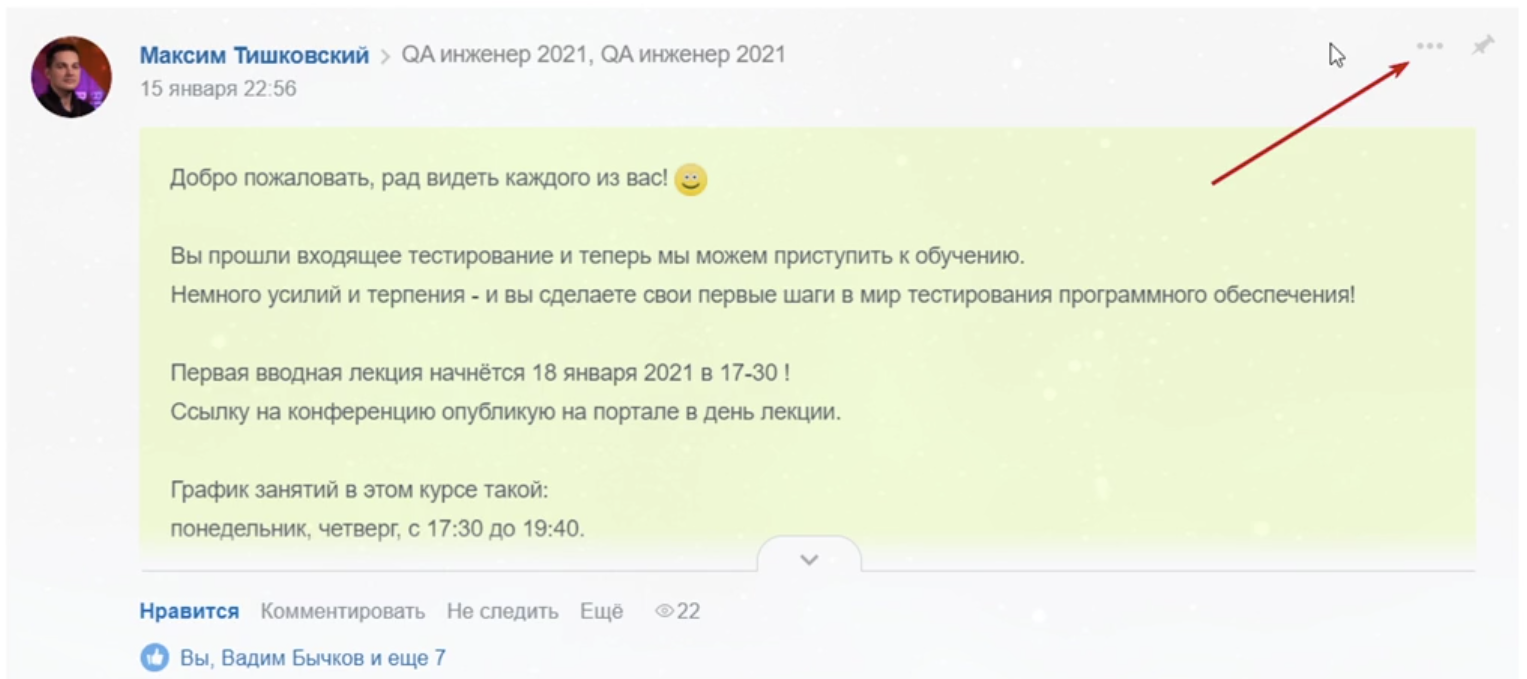 Максим Тишковский > QA инженер 2021, QA инженер 2021
15 января 22:56
Добро пожаловать, рад видеть каждого из вас!
Вы прошли входящее тестирование и теперь мы можем приступить к обучению.
Немного усилий и терпения - и вы сделаете свои первые шаги в мир тестирования программного обеспечения!
Первая вводная лекция начнётся 18 января 2021 в 17-30 !
Ссылку на конференцию опубликую на портале в день лекции.
График занятий в этом курсе такой:
понедельник, четверг, с 17:30 до 19:40.
Нравится Комментировать Не следить Ещё 22
Вы, Вадим Бычков и еще 7